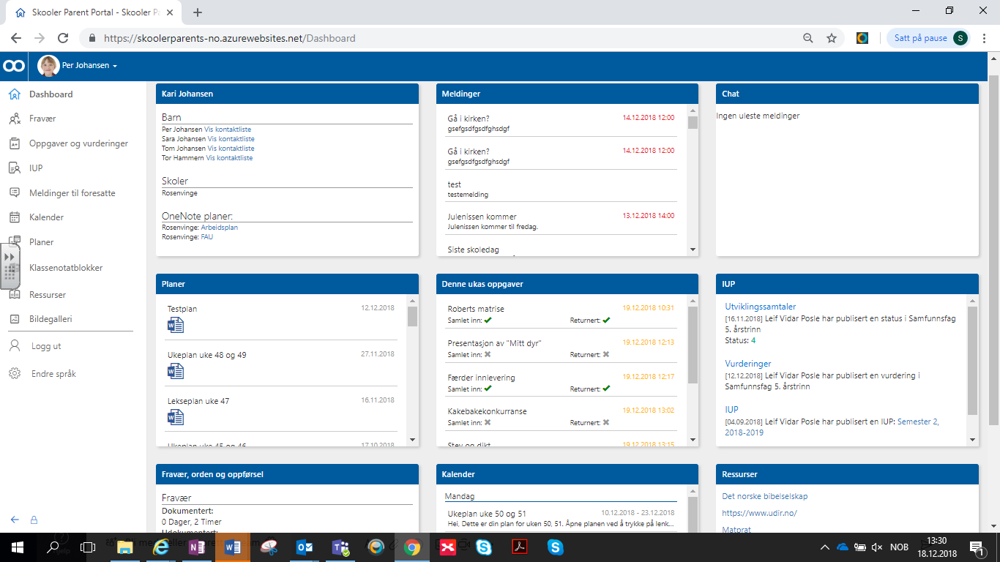 Skooler Parent Portal - Skooler Pa
https://skoolerparents-no.azurewebsites.net/Dashboard
Satt på pause
S
Per Johansen
Dashboard
Fravær
Oppgaver og vurderinger
IUP
Meldinger til foresatte
Kalender
Planer
Klassenotatblokker
Ressurser
Bildegalleri
Logg ut
Endre språk
Kari Johansen
Barn
Per Johansen Vis kontaktliste
Sara Johansen Vis kontaktliste
Tom Johansen Vis kontaktliste
Tor Hammern Vis kontaktliste
Skoler
Rosenvinge
OneNote planer:
Rosenvinge: Arbeidsplan
Rosenvinge: FAU
Meldinger
Gå i kirken? 14.12.2018 12:00
gsefgsdfgsdfghsdgf
Gå i kirken? 14.12.2018 12:00
gsefgsdfgsdfghsdgf
test
testemelding
Julenissen kommer 13.12.2018 14:00
Julenissen kommer til fredag.
Siste skoledag
Chat
Ingen uleste meldinger
Planer
Testplan 12.12.2018
Ukeplan uke 48 og 49 27.11.2018
Lekseplan uke 47 16.11.2018
Ukeplan uke 45 og 46 17.10.2018
Denne ukas oppgaver
Roberts matrise 19.12.2018 10:31
Samlet inn: ✔ Returnert: ✔
Presentasjon av "Mitt dyr" 19.12.2018 12:13
Samlet inn: ✖ Returnert: ✖
Færder innlevering 19.12.2018 12:17
Samlet inn: ✔ Returnert: ✔
Kakebakekonkurranse 19.12.2018 13:02
Samlet inn: ✖ Returnert: ✖
Stev og dikt 19.12.2018 13:15
IUP
Utviklingssamtaler
[16.11.2018] Leif Vidar Posle har publisert en status i Samfunnsfag
5. årstrinn
Status: 4
Vurderinger
[12.12.2018] Leif Vidar Posle har publisert en vurdering i
Samfunnsfag 5. årstrinn
IUP
[04.09.2018] Leif Vidar Posle har publisert en IUP: Semester 2,
2018-2019
Fravær, orden og oppførsel
Fravær
Dokumentert:
0 Dager, 2 Timer
Udokumentert:
Kalender
Mandag
Ukeplan uke 50 og 51 10.12.2018 - 23.12.2018
Hei, Dette er din plan for uken 50, 51. Åpne planen ved å trykke på lenk...
Ressurser
Det norske bibelselskap
https://www.udir.no/
Matprat
NOB
13:30
18.12.2018
1